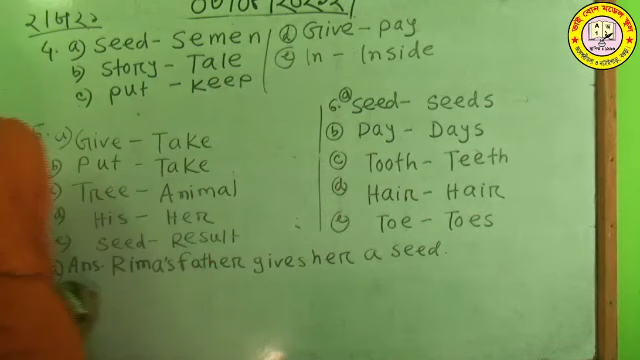 4. a) Seed - Semen
b) Story - Tale
c) Put - Keep
d) Give - Pay
e) In - Inside
5. a) Give - Take
b) Put - Take
c) Tree - Animal
d) His - Her
e) Seed - Result
6. a) Seed - Seeds
b) Day - Days
c) Tooth - Teeth
d) Hair - Hair
e) Toe - Toes
Ans. Rima's father gives her a seed.